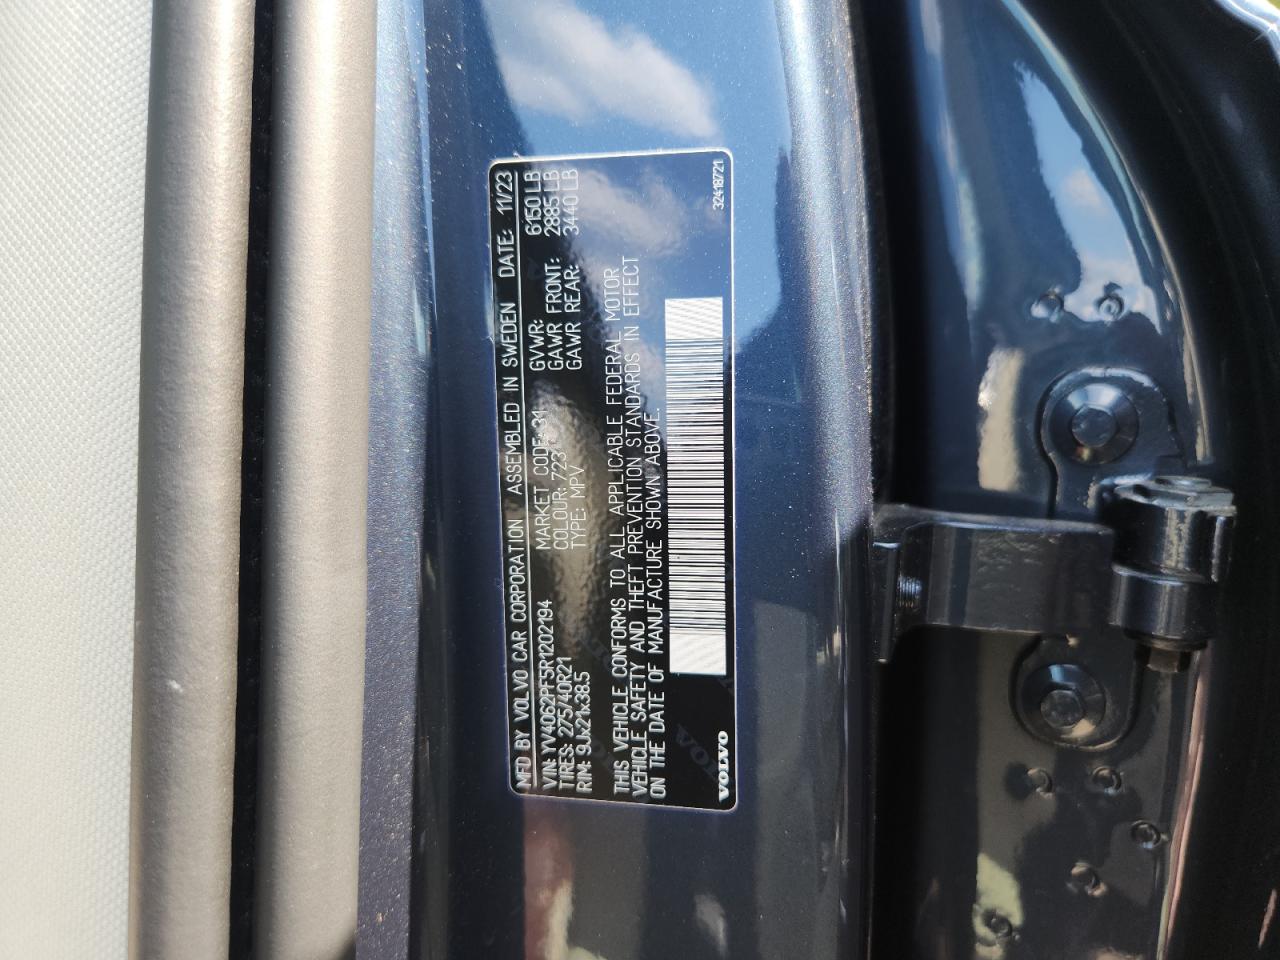 MFD BY VOLVO CAR CORPORATION ASSEMBLED IN SWEDEN DATE: 11/23
VIN: YV4062PF5R1202194 MARKET CODE: 31 GVWR: 6150 LB
TIRES: 275/40R21 COLOUR: 723 GAWR FRONT: 2885 LB
RIM: 9Jx21x38.5 TYPE: MPV GAWR REAR: 3440 LB
THIS VEHICLE CONFORMS TO ALL APPLICABLE FEDERAL MOTOR
VEHICLE SAFETY AND THEFT PREVENTION STANDARDS IN EFFECT
ON THE DATE OF MANUFACTURE SHOWN ABOVE.
VOLVO 32418721